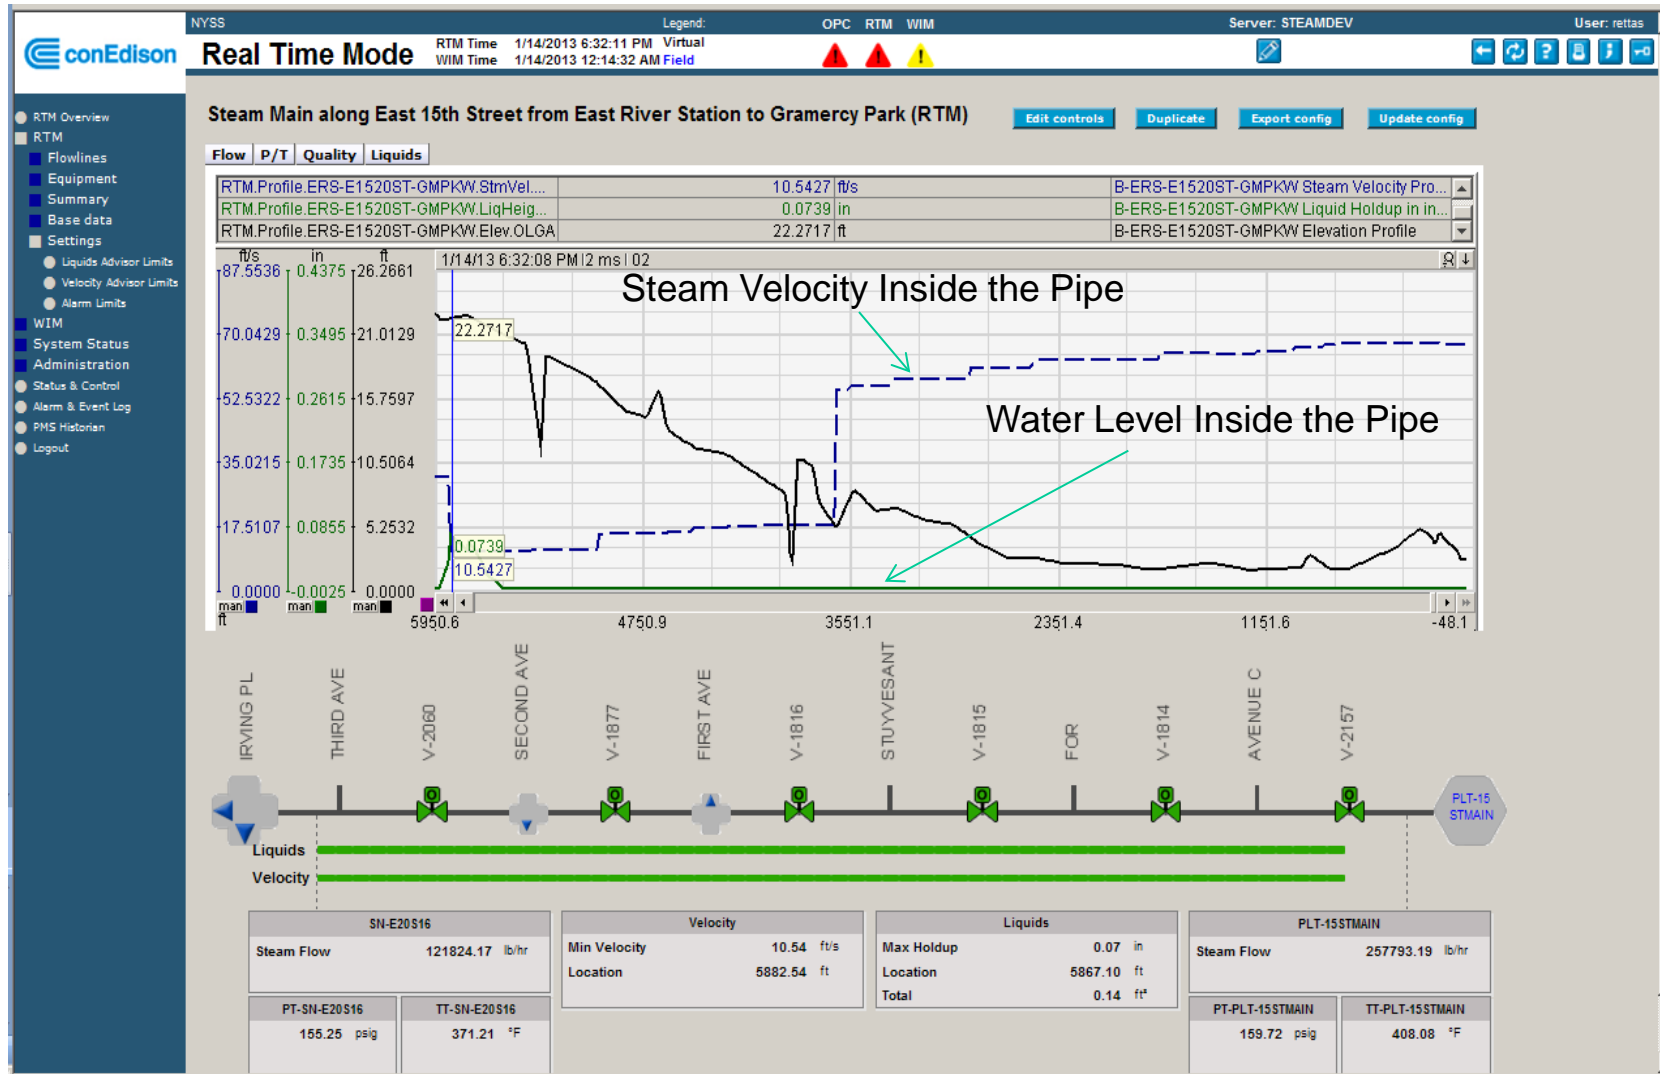 NYSS Legend: OPC RTM WIM Server: STEAMDEV User: rettas
conEdison
Real Time Mode
RTM Time 1/14/2013 6:32:11 PM Virtual
WIM Time 1/14/2013 12:14:32 AM Field
RTM Overview
RTM
Flowlines
Equipment
Summary
Base data
Settings
Liquids Advisor Limits
Velocity Advisor Limits
Alarm Limits
WIM
System Status
Administration
Status & Control
Alarm & Event Log
PMS Historian
Logout
Steam Main along East 15th Street from East River Station to Gramercy Park (RTM)
Edit controls Duplicate Export config Update config
Flow P/T Quality Liquids
RTM.Profile.ERS-E1520ST-GMPKW.StmVel.... 10.5427 ft/s B-ERS-E1520ST-GMPKW Steam Velocity Pro...
RTM.Profile.ERS-E1520ST-GMPKW.LiqHeig... 0.0739 in B-ERS-E1520ST-GMPKW Liquid Holdup in in...
RTM.Profile.ERS-E1520ST-GMPKW.Elev.OLGA 22.2717 ft B-ERS-E1520ST-GMPKW Elevation Profile
ft/s in ft 1/14/13 6:32:08 PM|2 ms|02
87.5536 0.4375 26.2661
Steam Velocity Inside the Pipe
70.0429 0.3495 21.0129 22.2717
52.5322 0.2615 15.7597
Water Level Inside the Pipe
35.0215 0.1735 10.5064
17.5107 0.0855 5.2532
0.0739
10.5427
0.0000 -0.0025 0.0000
man man man
ft 5950.6 4750.9 3551.1 2351.4 1151.6 -48.1
IRVING PL THIRD AVE V-2060 SECOND AVE V-1877 FIRST AVE V-1816 STUYVESANT V-1815 FOR V-1814 AVENUE C V-2157
O O O O O O
PLT-15
STMAIN
Liquids
Velocity
SN-E20S16
Steam Flow 121824.17 lb/hr
PT-SN-E20S16
155.25 psig
TT-SN-E20S16
371.21 °F
Velocity
Min Velocity 10.54 ft/s
Location 5882.54 ft
Liquids
Max Holdup 0.07 in
Location 5867.10 ft
Total 0.14 ft³
PLT-15STMAIN
Steam Flow 257793.19 lb/hr
PT-PLT-15STMAIN
159.72 psig
TT-PLT-15STMAIN
408.08 °F